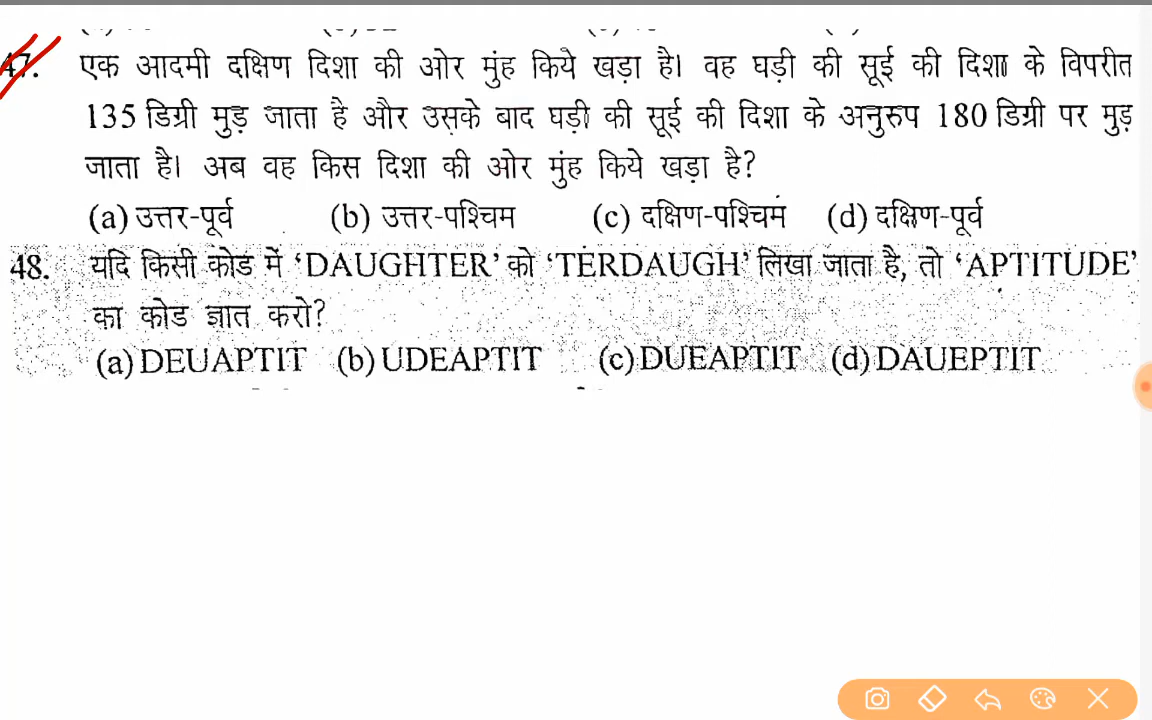 47. एक आदमी दक्षिण दिशा की ओर मुंह किये खड़ा है। वह घड़ी की सूई की दिशा के विपरीत
135 डिग्री मुड़ जाता है और उसके बाद घड़ी की सूई की दिशा के अनुरुप 180 डिग्री पर मुड़
जाता है। अब वह किस दिशा की ओर मुंह किये खड़ा है?
(a) उत्तर-पूर्व (b) उत्तर-पश्चिम (c) दक्षिण-पश्चिम (d) दक्षिण-पूर्व
48. यदि किसी कोड में ‘DAUGHTER’ को ‘TERDAUGH’ लिखा जाता है, तो ‘APTITUDE’
का कोड ज्ञात करो?
(a) DEUAPTIT (b) UDEAPTIT (c) DUEAPTIT (d) DAUEPTIT